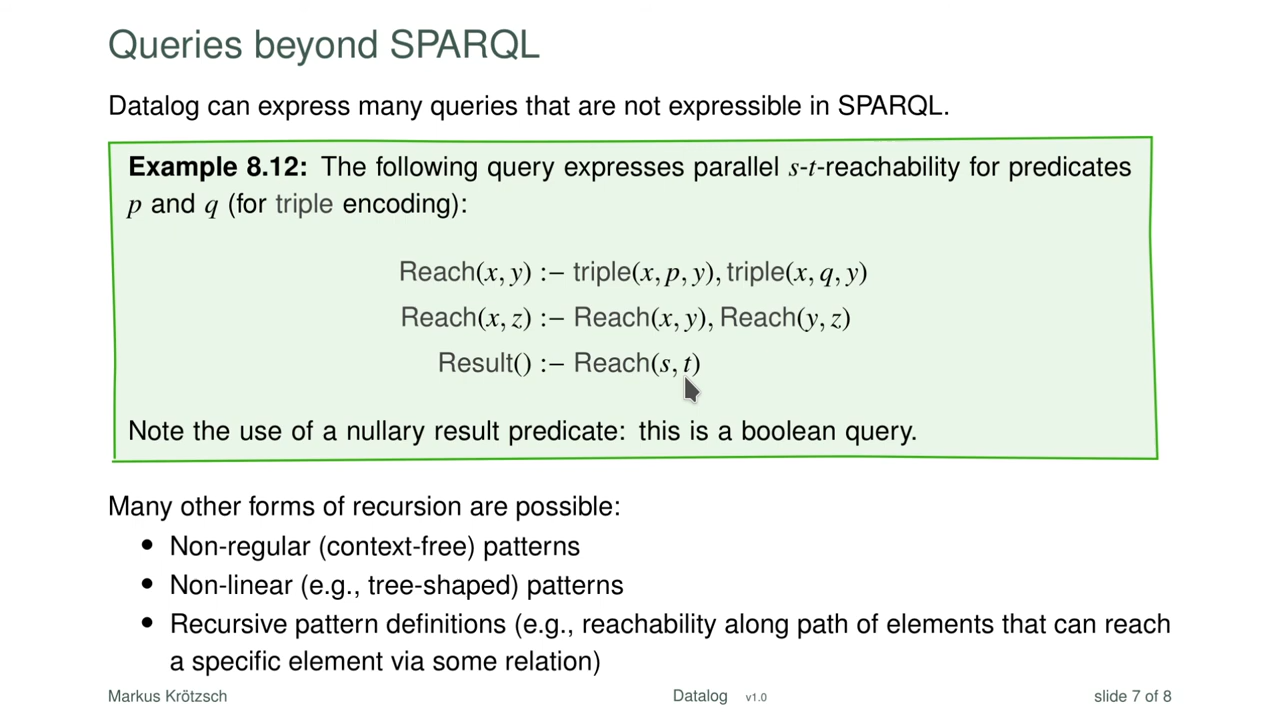 Queries beyond SPARQL
Datalog can express many queries that are not expressible in SPARQL.
Example 8.12: The following query expresses parallel s-t-reachability for predicates
p and q (for triple encoding):
Reach(x, y) :− triple(x, p, y), triple(x, q, y)
Reach(x, z) :− Reach(x, y), Reach(y, z)
Result() :− Reach(s, t)
Note the use of a nullary result predicate: this is a boolean query.
Many other forms of recursion are possible:
• Non-regular (context-free) patterns
• Non-linear (e.g., tree-shaped) patterns
• Recursive pattern definitions (e.g., reachability along path of elements that can reach
a specific element via some relation)
Markus Krötzsch Datalog v1.0 slide 7 of 8